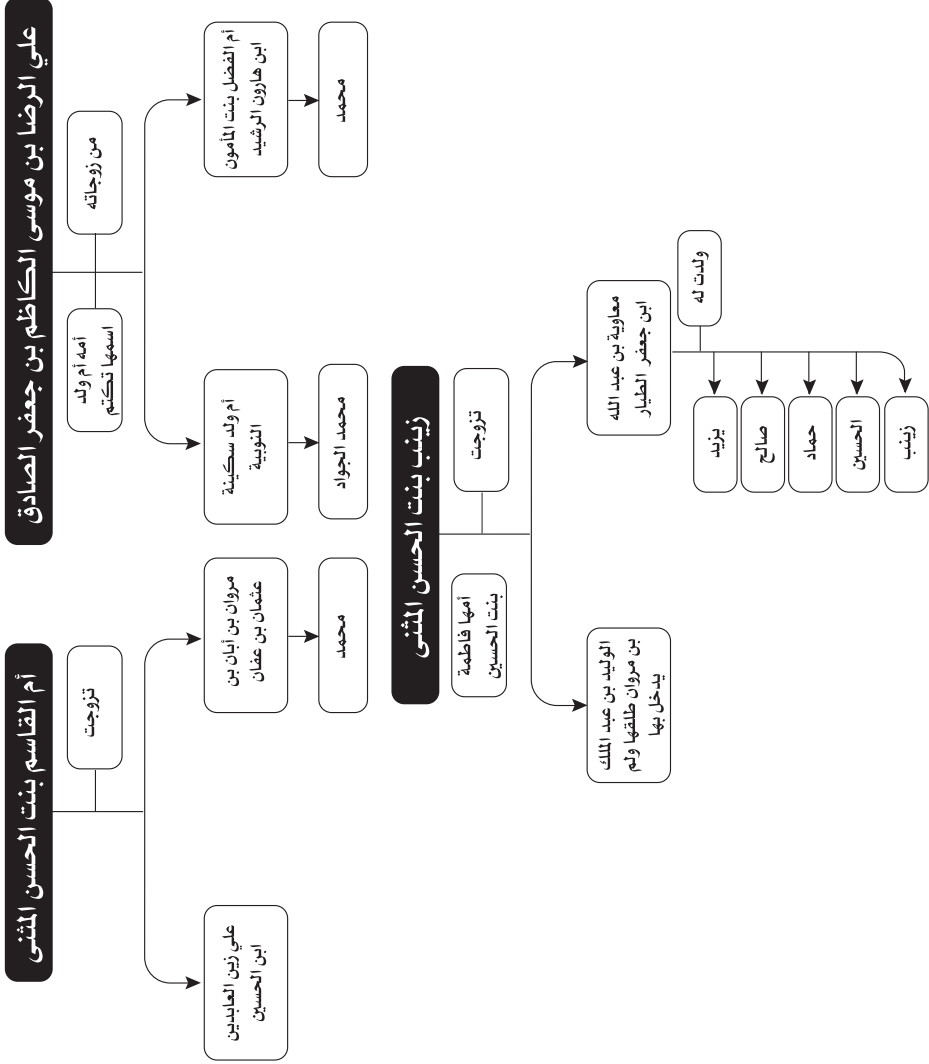 علي الرضا بن موسى الكاظم بن جعفر الصادق
من زوجاته
أمه أم ولد
اسمها تكتم
أم الفضل بنت المأمون
ابن هارون الرشيد
محمد
أم ولد سكينة
النوبية
محمد الجواد
أم القاسم بنت الحسن المثنى
تزوجت
مروان بن أبان بن
عثمان بن عفان
محمد
علي زين العابدين
ابن الحسين
زينب بنت الحسن المثنى
تزوجت
أمها فاطمة
بنت الحسين
معاوية بن عبد الله
ابن جعفر الطيار
ولدت له
يزيد
صالح
حماد
الحسين
زينب
الوليد بن عبد الملك
بن مروان طلقها ولم
يدخل بها